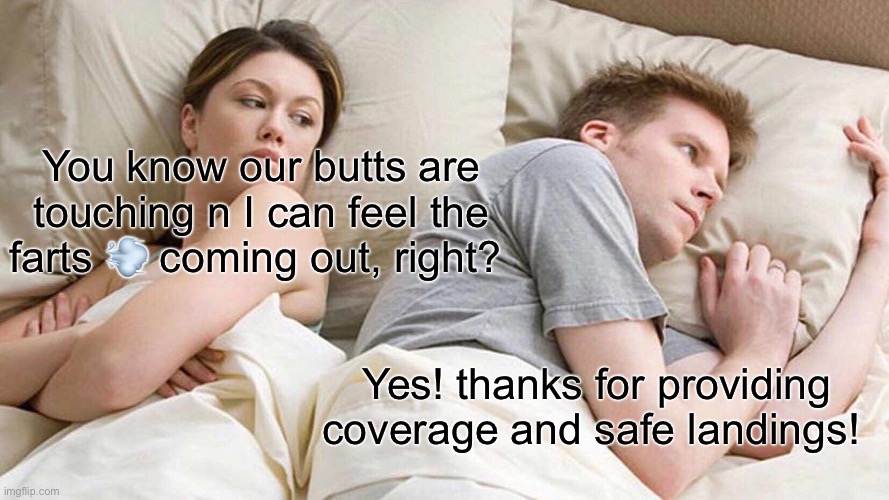 You know our butts are
touching n I can feel the
farts 💨 coming out, right?
Yes! thanks for providing
coverage and safe landings!
imgflip.com